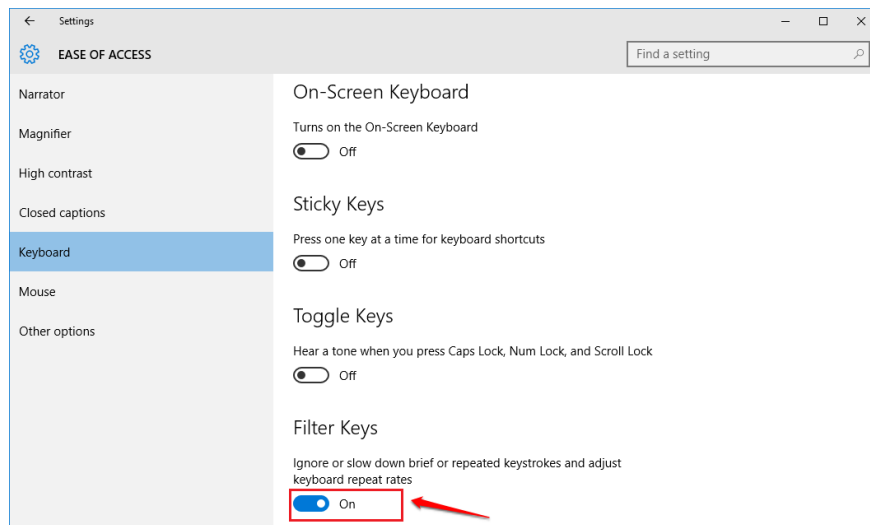 Settings
EASE OF ACCESS
Find a setting
Narrator
Magnifier
High contrast
Closed captions
Keyboard
Mouse
Other options
On-Screen Keyboard
Turns on the On-Screen Keyboard
Off
Sticky Keys
Press one key at a time for keyboard shortcuts
Off
Toggle Keys
Hear a tone when you press Caps Lock, Num Lock, and Scroll Lock
Off
Filter Keys
Ignore or slow down brief or repeated keystrokes and adjust
keyboard repeat rates
On